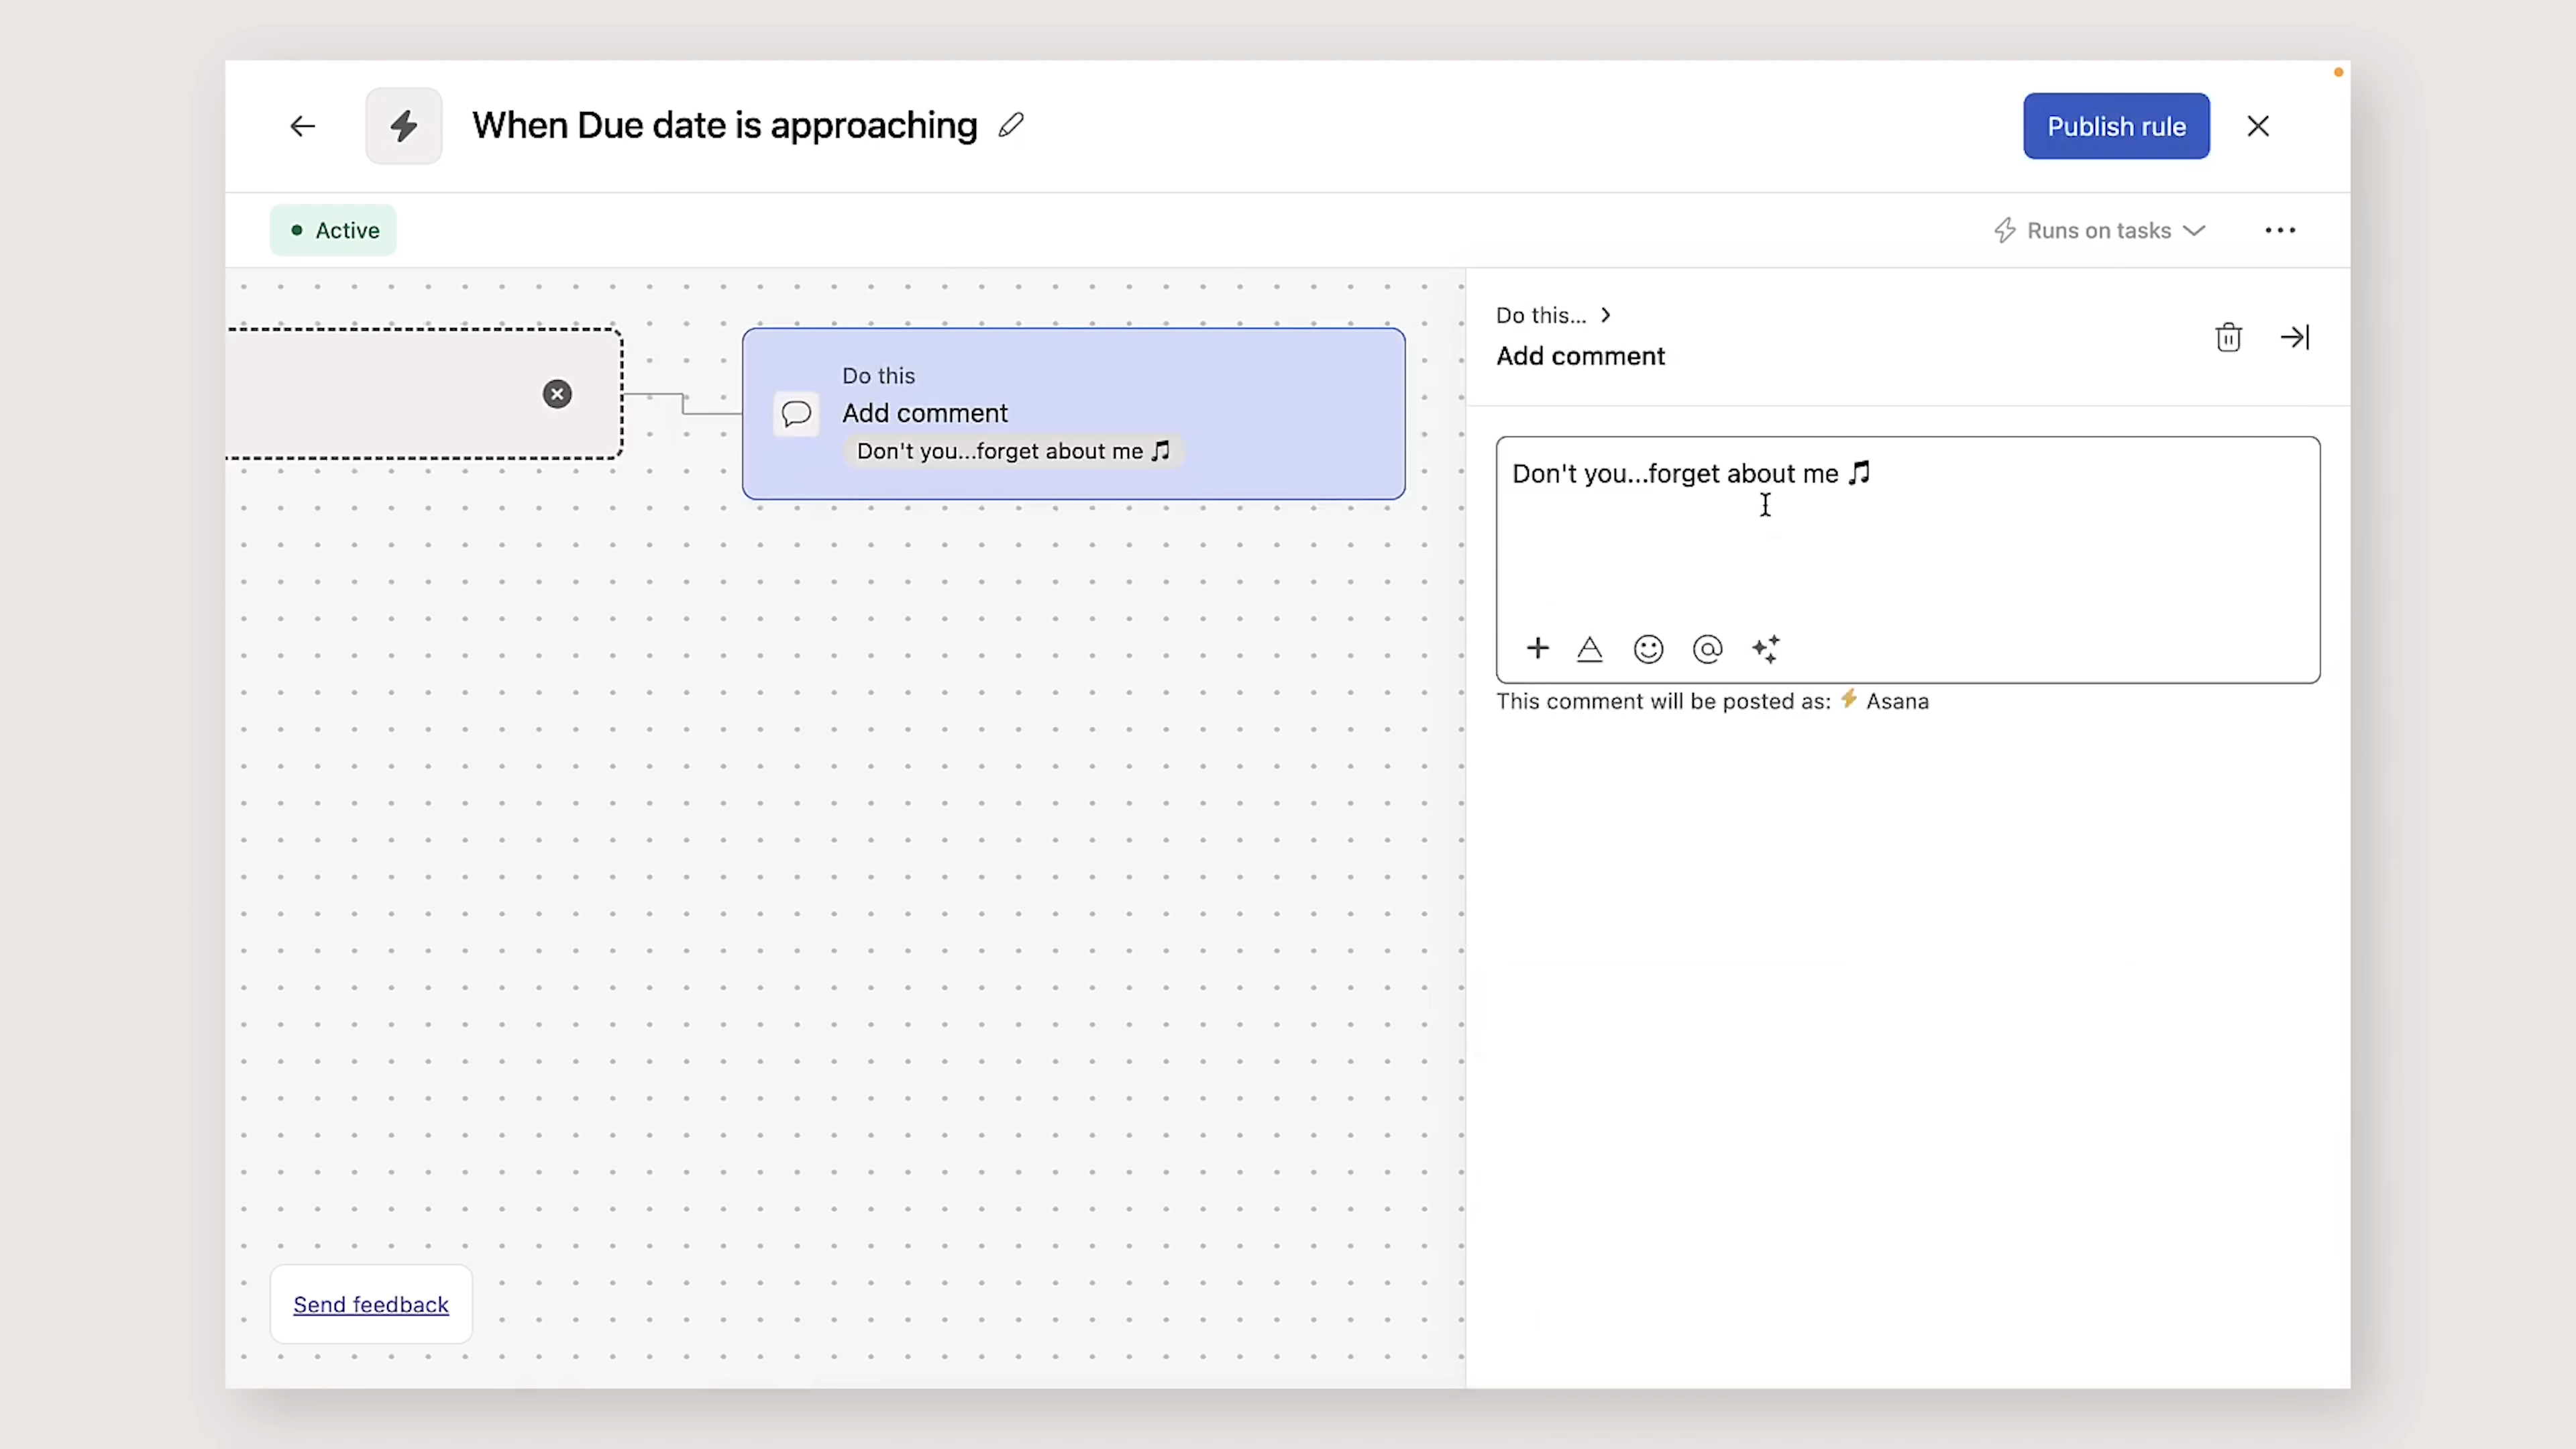 When Due date is approaching
Publish rule
Active
Runs on tasks
Do this
Add comment
Don't you...forget about me 🎵
Do this...
Add comment
Don't you...forget about me 🎵
This comment will be posted as: ⚡ Asana
Send feedback